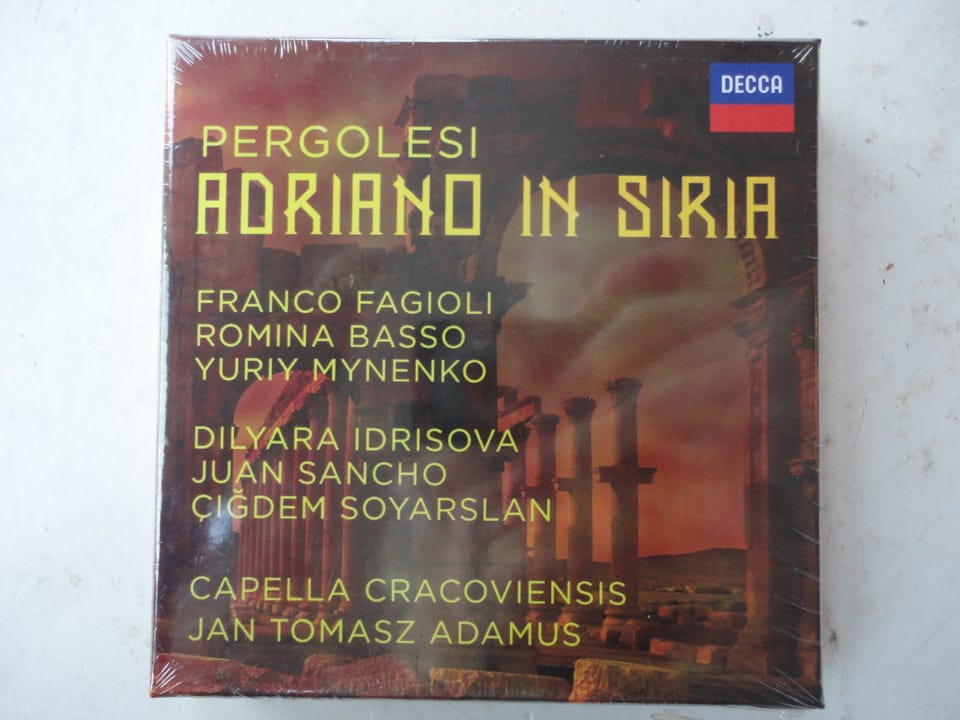 DECCA
PERGOLESI
ADRIANO IN SIRIA
FRANCO FAGIOLI
ROMINA BASSO
YURIY MYNENKO
DILYARA IDRISOVA
JUAN SANCHO
ÇIĞDEM SOYARSLAN
CAPELLA CRACOVIENSIS
JAN TOMASZ ADAMUS